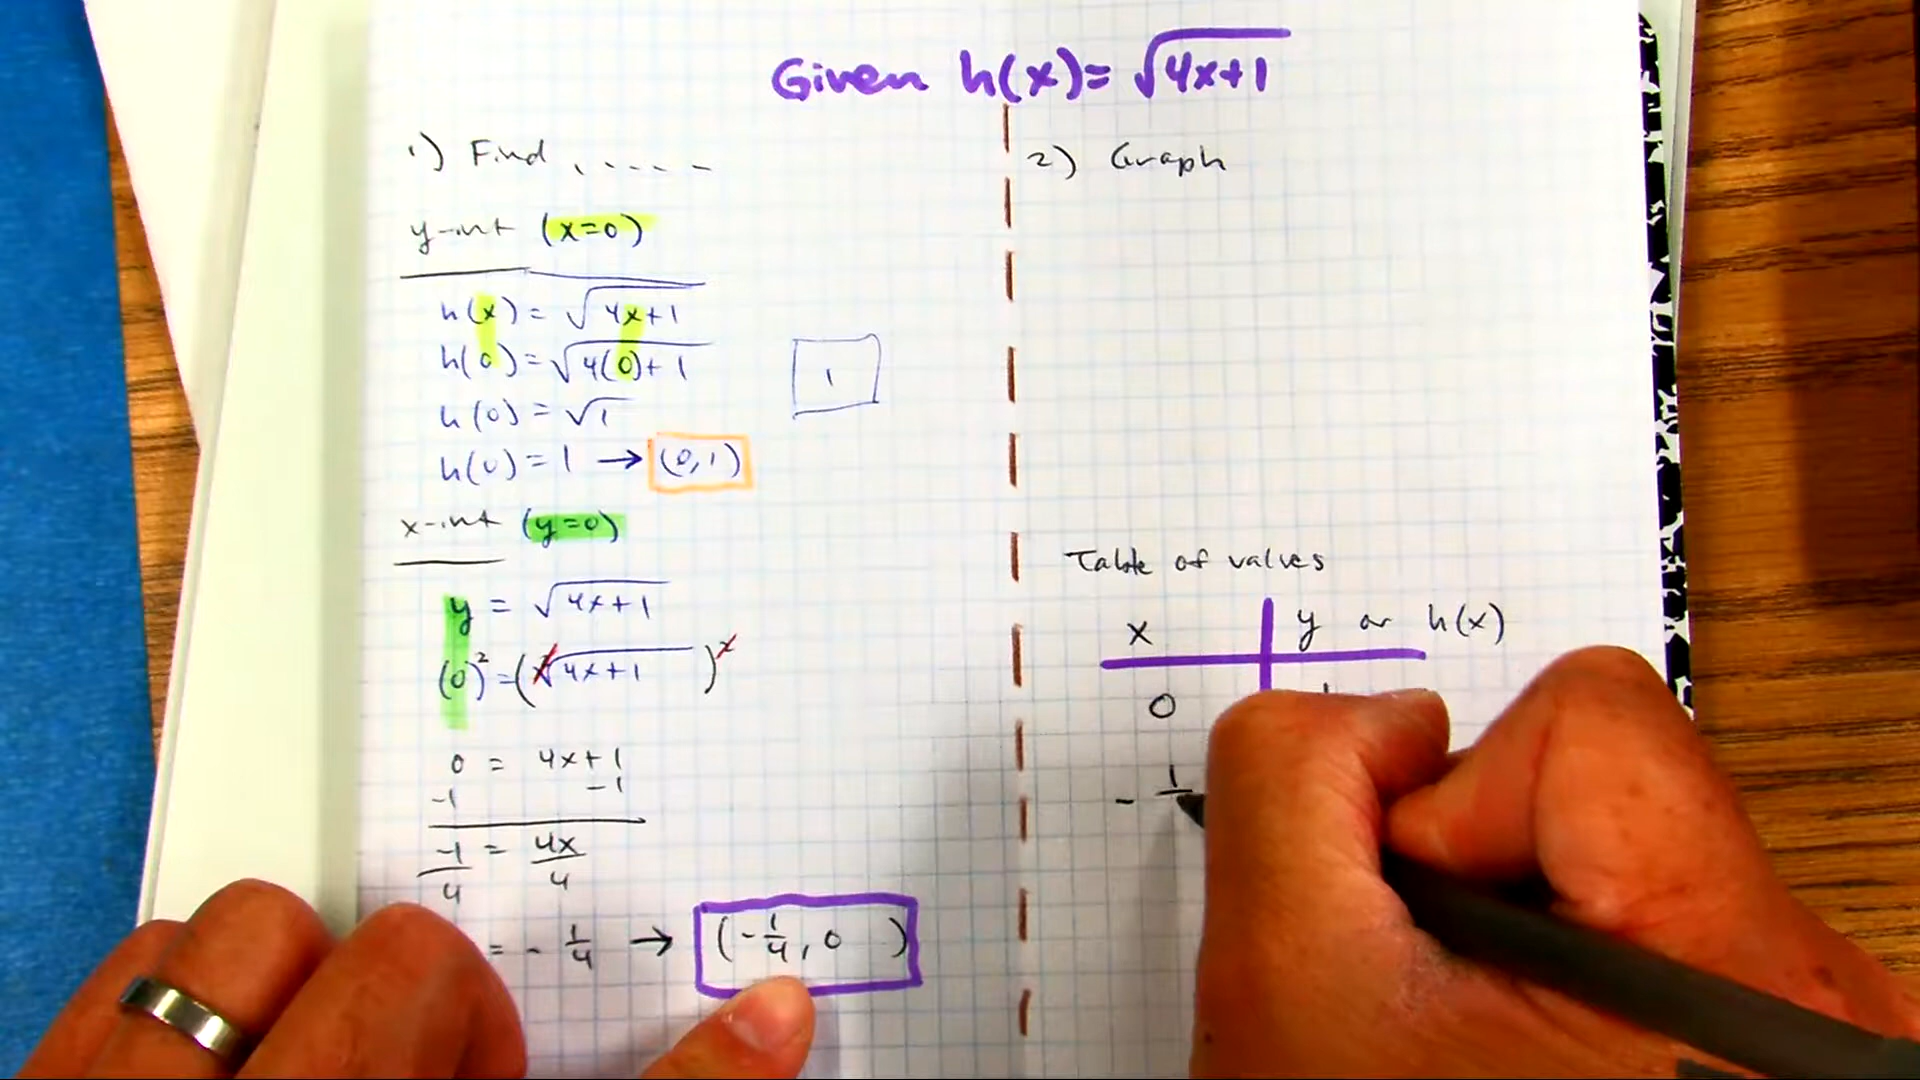 Given h(x)= √4x+1
1) Find , - - - -
y-int (x=0)
h(x) = √4x+1
h(0) = √4(0)+1
1
h(0) = √1
h(0) = 1 → (0,1)
x-int (y=0)
y = √4x+1
(0)² = (√4x+1)²
0 = 4x+1
-1 -1
-1/4 = 4x/4
= - 1/4 → (-1/4, 0)
2) Graph
Table of values
x y or h(x)
0
- 1